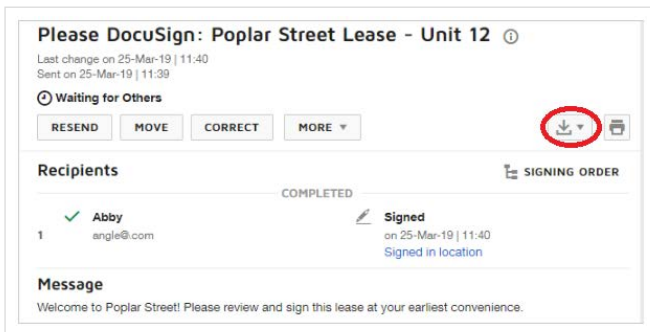 Please DocuSign: Poplar Street Lease - Unit 12
Last change on 25-Mar-19 | 11:40
Sent on 25-Mar-19 | 11:39
Waiting for Others
RESEND MOVE CORRECT MORE
Recipients SIGNING ORDER
COMPLETED
Abby Signed
1 angle@.com on 25-Mar-19 | 11:40
Signed in location
Message
Welcome to Poplar Street! Please review and sign this lease at your earliest convenience.